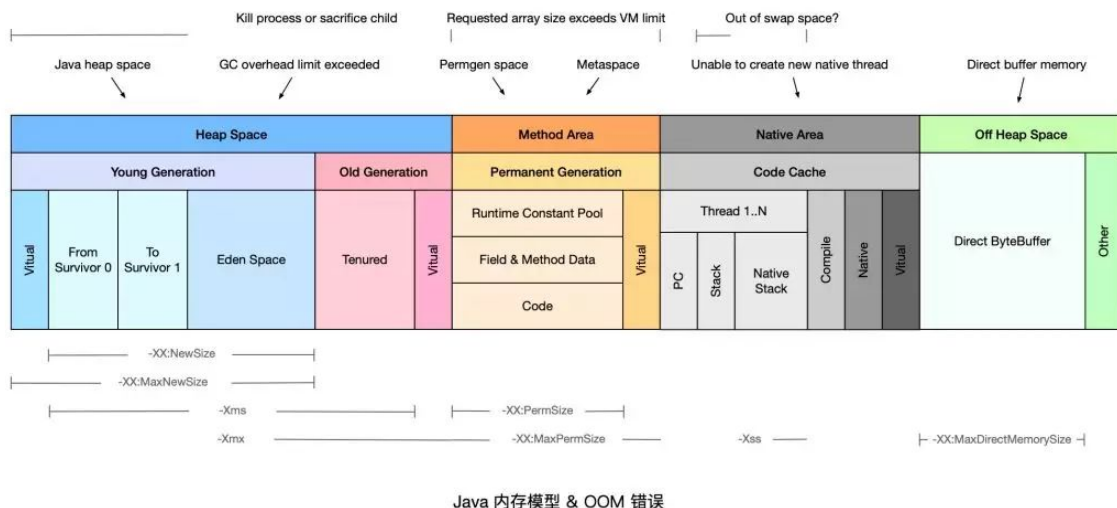 Kill process or sacrifice child
Requested array size exceeds VM limit
Out of swap space?
Java heap space
GC overhead limit exceeded
Permgen space
Metaspace
Unable to create new native thread
Direct buffer memory
Heap Space
Method Area
Native Area
Off Heap Space
Young Generation
Old Generation
Permanent Generation
Code Cache
Vitual
From
Survivor 0
To
Survivor 1
Eden Space
Tenured
Vitual
Runtime Constant Pool
Field & Method Data
Code
Vitual
Thread 1..N
PC
Stack
Native
Stack
Compile
Native
Vitual
Direct ByteBuffer
Other
-XX:NewSize
-XX:MaxNewSize
-Xms
-XX:PermSize
-Xmx
-XX:MaxPermSize
-Xss
-XX:MaxDirectMemorySize
Java 内存模型 & OOM 错误